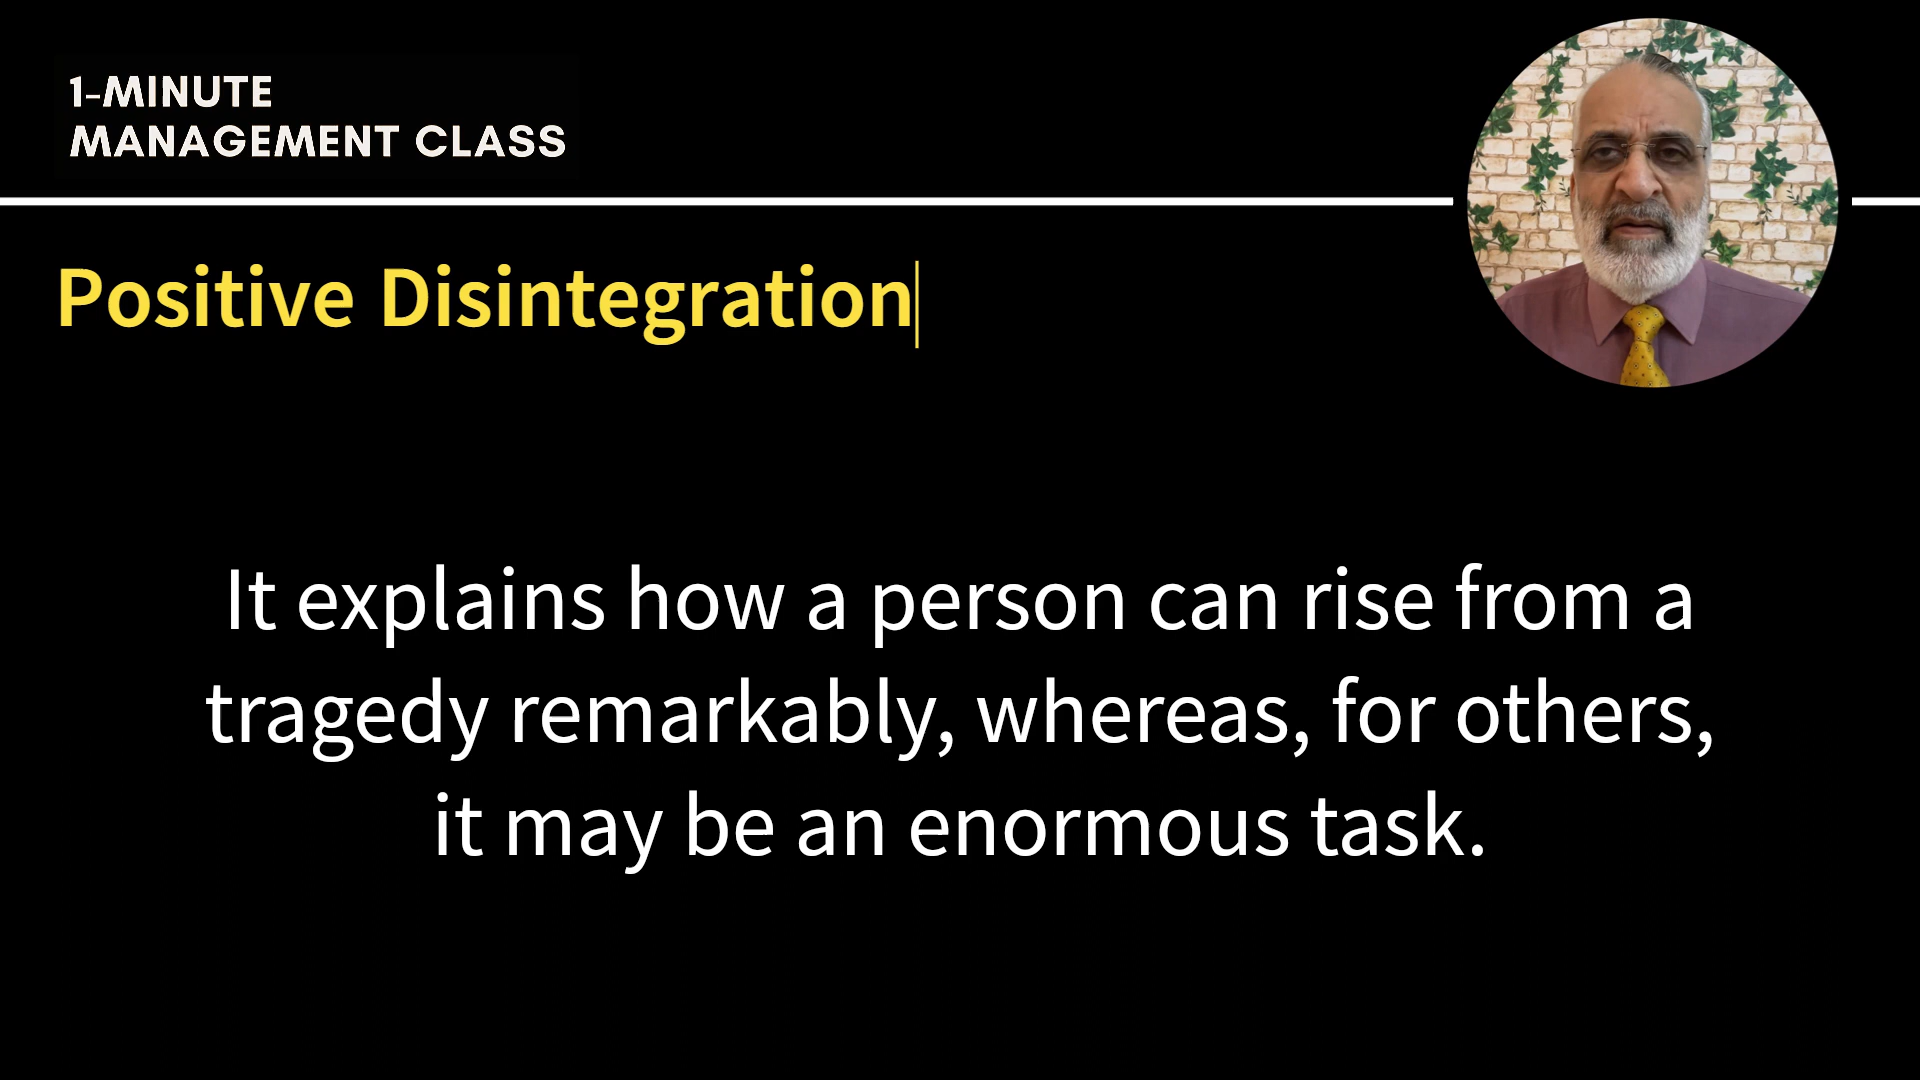 1-MINUTE
MANAGEMENT CLASS
Positive Disintegration
It explains how a person can rise from a
tragedy remarkably, whereas, for others,
it may be an enormous task.